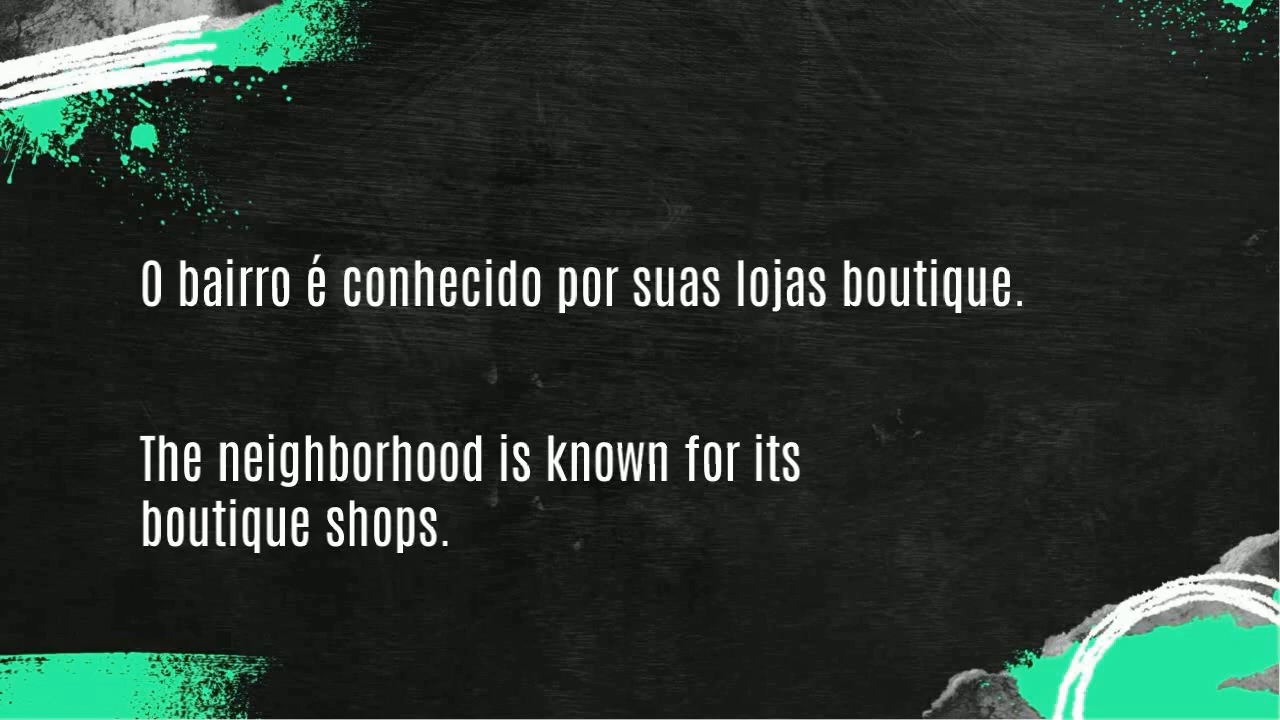 O bairro é conhecido por suas lojas boutique.
The neighborhood is known for its
boutique shops.